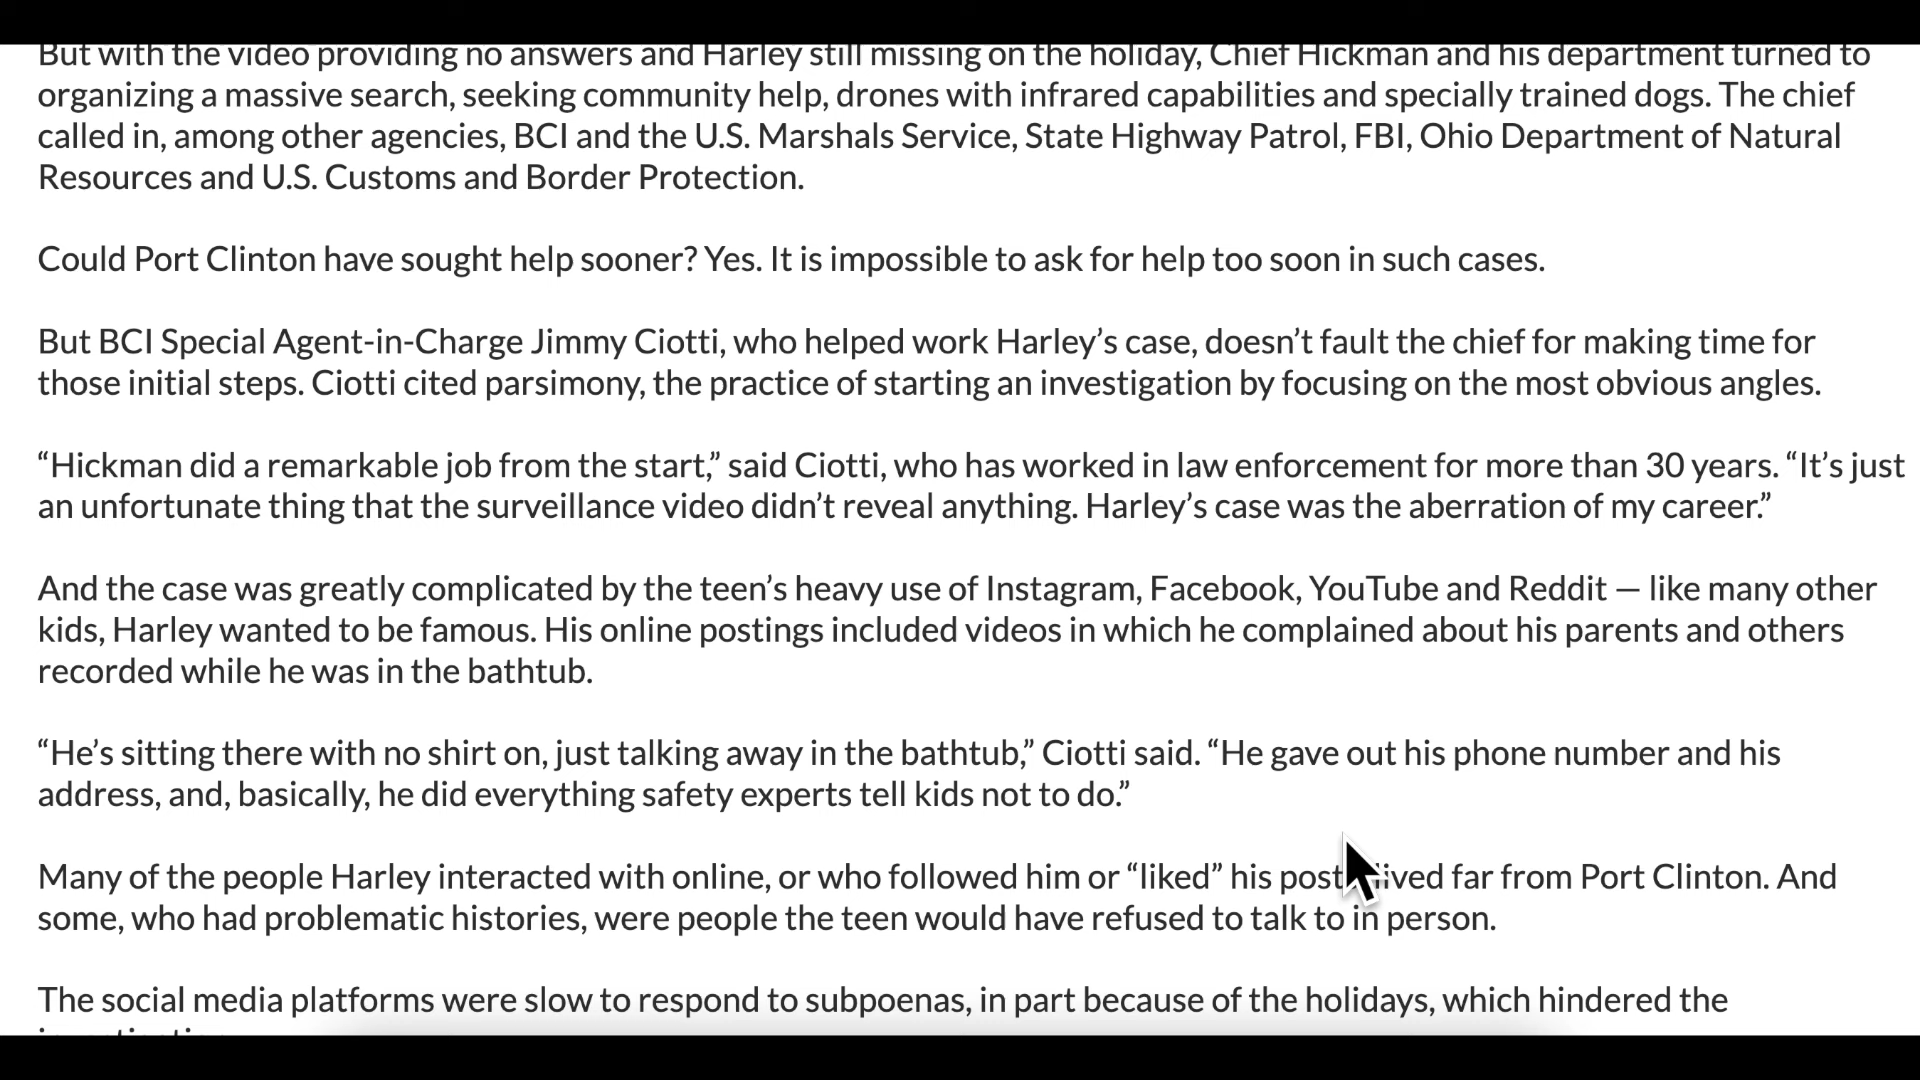 But with the video providing no answers and Harley still missing on the holiday, Chief Hickman and his department turned to
organizing a massive search, seeking community help, drones with infrared capabilities and specially trained dogs. The chief
called in, among other agencies, BCI and the U.S. Marshals Service, State Highway Patrol, FBI, Ohio Department of Natural
Resources and U.S. Customs and Border Protection.
Could Port Clinton have sought help sooner? Yes. It is impossible to ask for help too soon in such cases.
But BCI Special Agent-in-Charge Jimmy Ciotti, who helped work Harley’s case, doesn’t fault the chief for making time for
those initial steps. Ciotti cited parsimony, the practice of starting an investigation by focusing on the most obvious angles.
“Hickman did a remarkable job from the start,” said Ciotti, who has worked in law enforcement for more than 30 years. “It’s just
an unfortunate thing that the surveillance video didn’t reveal anything. Harley’s case was the aberration of my career.”
And the case was greatly complicated by the teen’s heavy use of Instagram, Facebook, YouTube and Reddit — like many other
kids, Harley wanted to be famous. His online postings included videos in which he complained about his parents and others
recorded while he was in the bathtub.
“He’s sitting there with no shirt on, just talking away in the bathtub,” Ciotti said. “He gave out his phone number and his
address, and, basically, he did everything safety experts tell kids not to do.”
Many of the people Harley interacted with online, or who followed him or “liked” his posts lived far from Port Clinton. And
some, who had problematic histories, were people the teen would have refused to talk to in person.
The social media platforms were slow to respond to subpoenas, in part because of the holidays, which hindered the